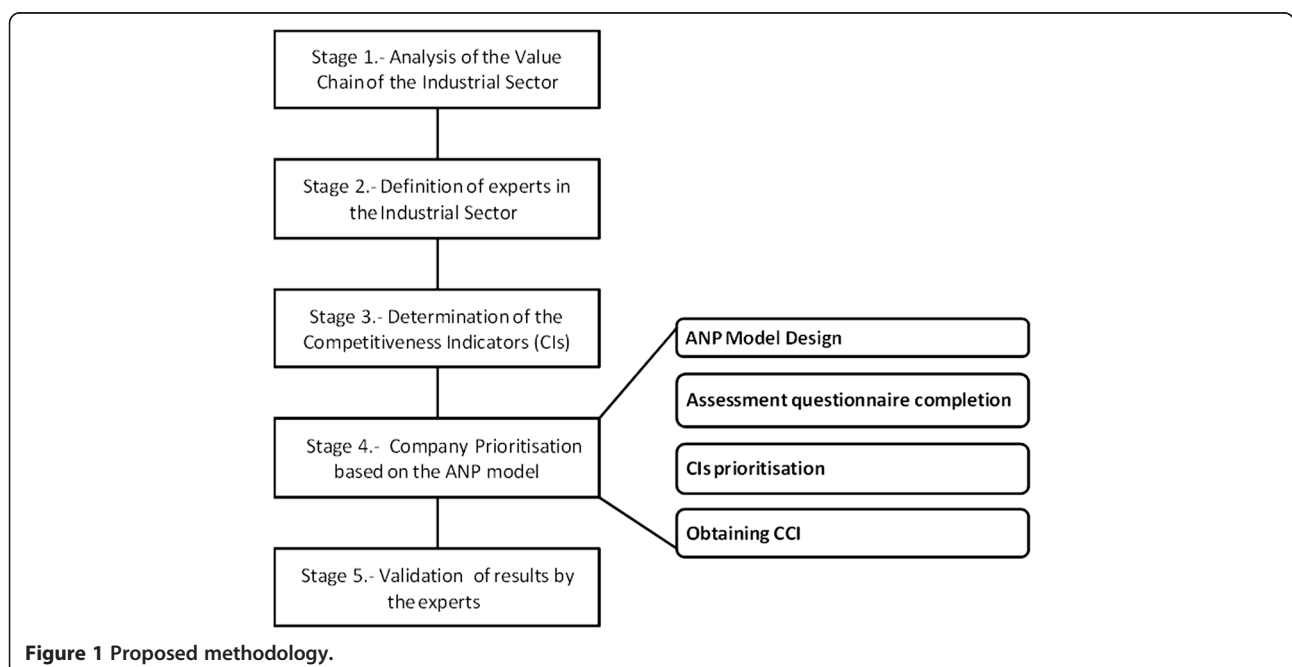 Stage 1.- Analysis of the Value
Chain of the Industrial Sector
Stage 2.- Definition of experts in
the Industrial Sector
Stage 3.- Determination of the
Competitiveness Indicators (CIs)
Stage 4.- Company Prioritisation
based on the ANP model
ANP Model Design
Assessment questionnaire completion
CIs prioritisation
Obtaining CCI
Stage 5.- Validation of results by
the experts
Figure 1 Proposed methodology.